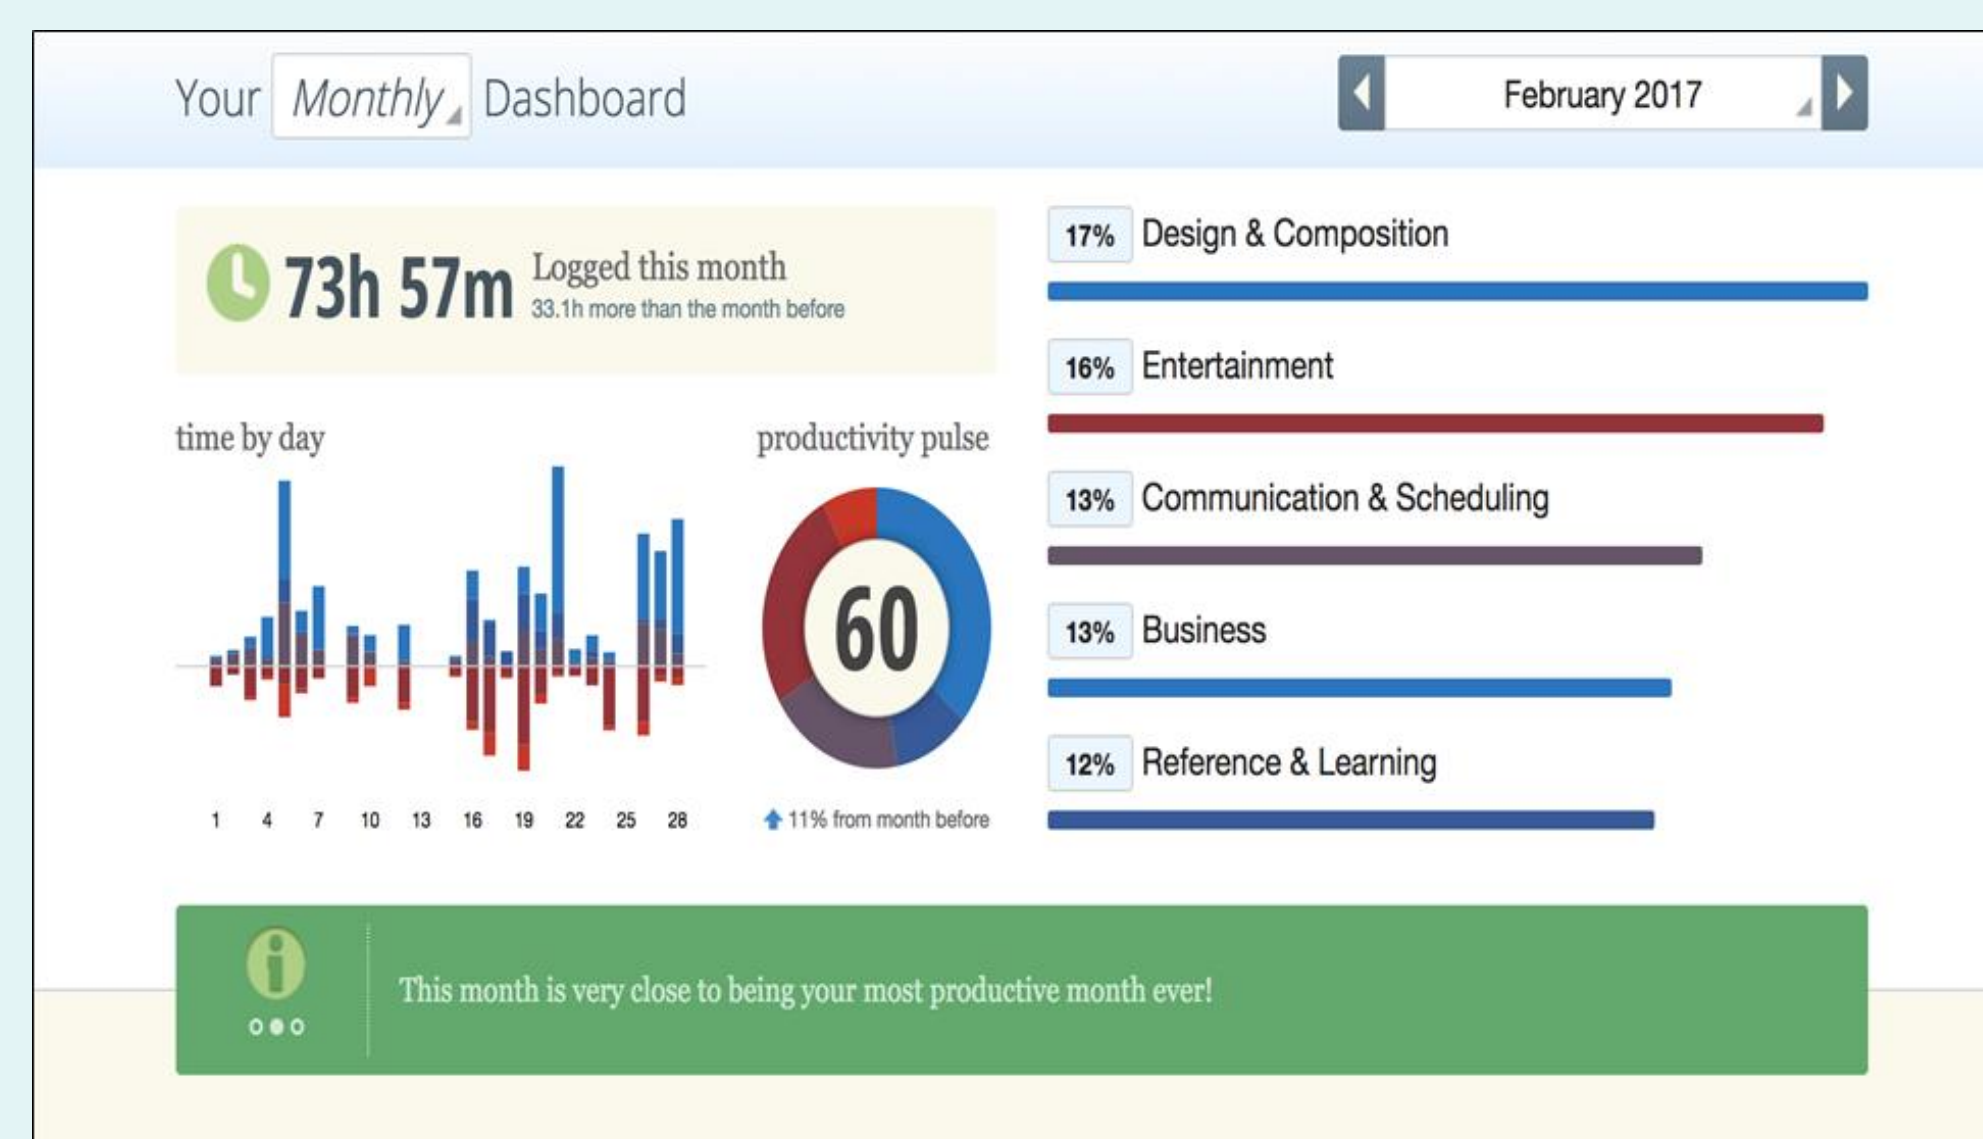 Your Monthly Dashboard
February 2017
73h 57m
Logged this month
33.1h more than the month before
time by day
1 4 7 10 13 16 19 22 25 28
productivity pulse
60
11% from month before
17% Design & Composition
16% Entertainment
13% Communication & Scheduling
13% Business
12% Reference & Learning
This month is very close to being your most productive month ever!